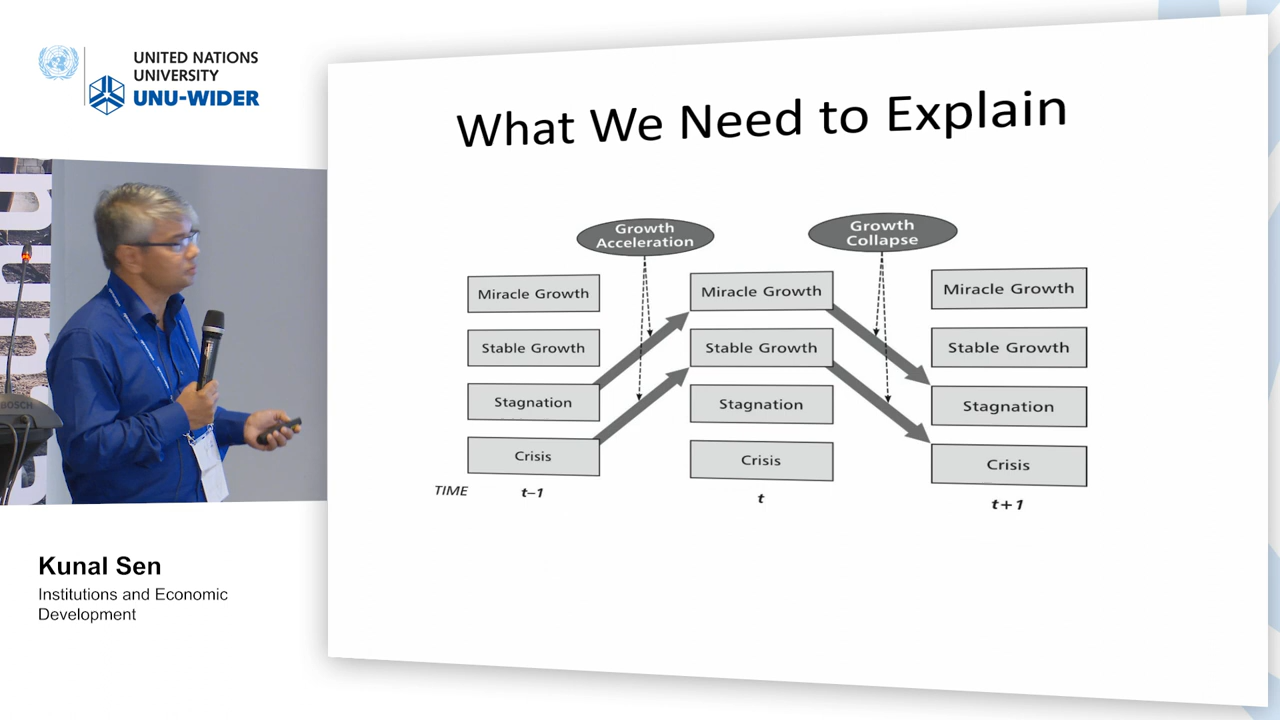 UNITED NATIONS
UNIVERSITY
UNU-WIDER
BOSCH
Kunal Sen
Institutions and Economic
Development
What We Need to Explain
Growth
Acceleration
Growth
Collapse
Miracle Growth
Miracle Growth
Miracle Growth
Stable Growth
Stable Growth
Stable Growth
Stagnation
Stagnation
Stagnation
Crisis
Crisis
Crisis
TIME
t–1
t
t+1